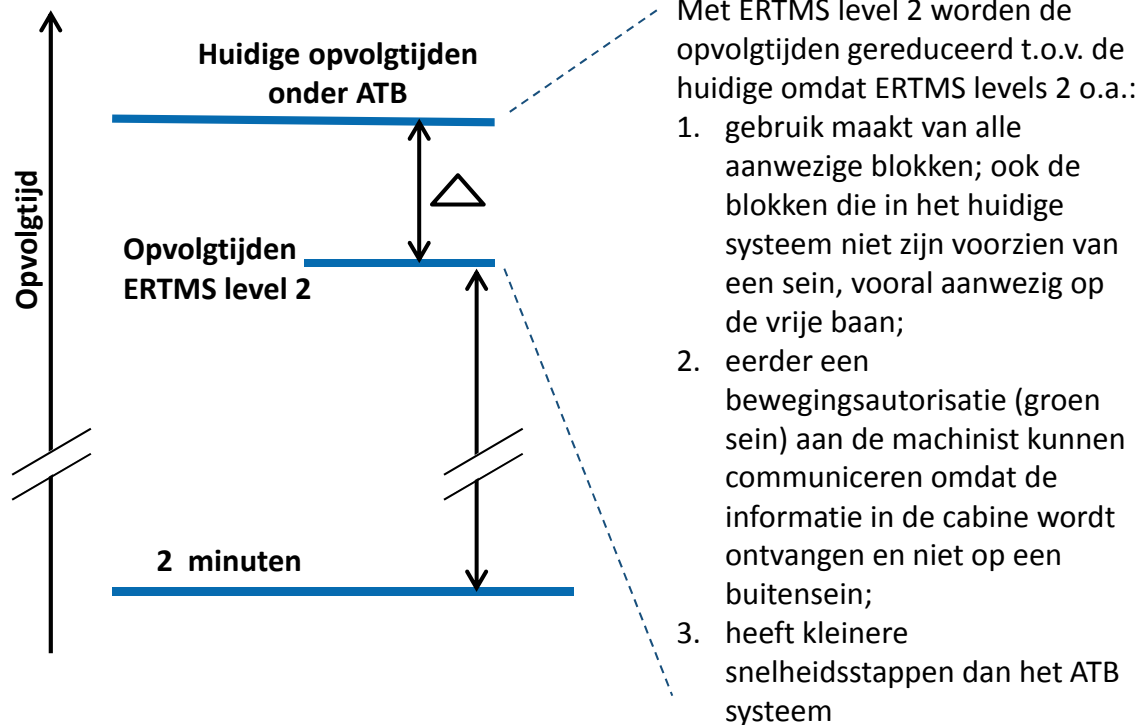 Opvolgtijd
Huidige opvolgtijden
onder ATB
Opvolgtijden
ERTMS level 2
2 minuten
Met ERTMS level 2 worden de
opvolgtijden gereduceerd t.o.v. de
huidige omdat ERTMS levels 2 o.a.:
1. gebruik maakt van alle
aanwezige blokken; ook de
blokken die in het huidige
systeem niet zijn voorzien van
een sein, vooral aanwezig op
de vrije baan;
2. eerder een
bewegingsautorisatie (groen
sein) aan de machinist kunnen
communiceren omdat de
informatie in de cabine wordt
ontvangen en niet op een
buitensein;
3. heeft kleinere
snelheidsstappen dan het ATB
systeem